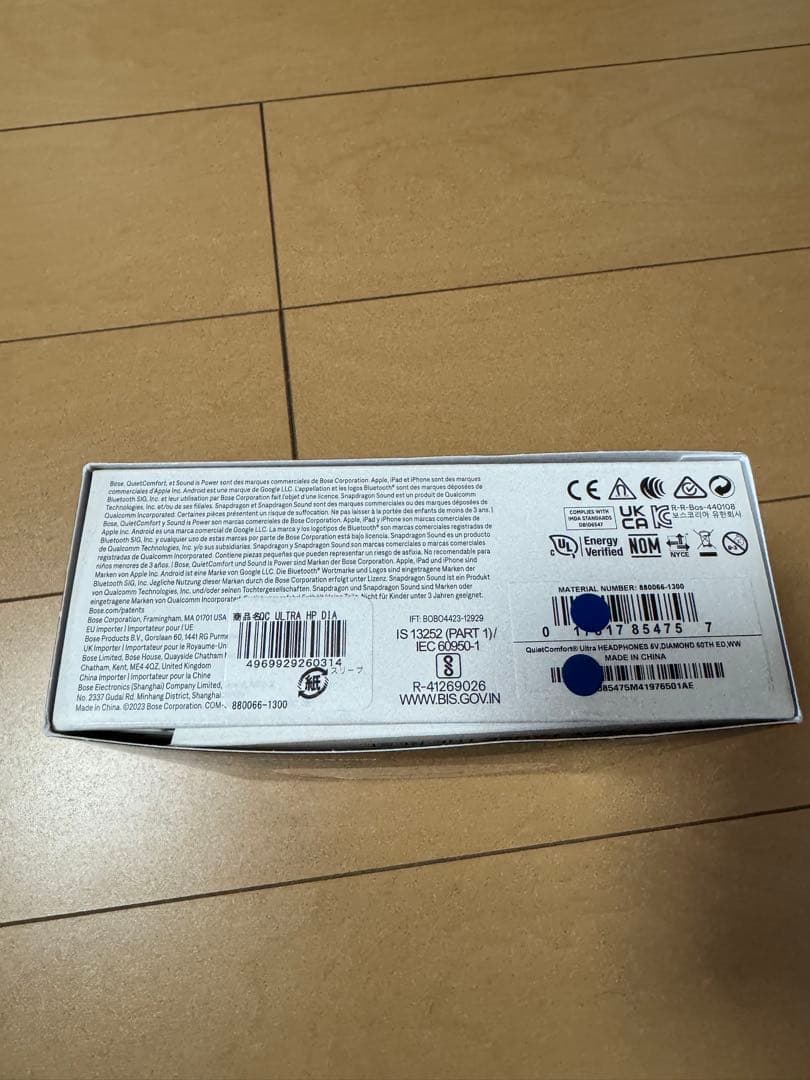 Bose, QuietComfort, et Sound is Power sont des marques commerciales de Bose Corporation. Apple, iPad et iPhone sont des marques
commerciales d'Apple Inc. Android est une marque de Google LLC. L'appellation et les logos Bluetooth® sont des marques déposées de
Bluetooth SIG, Inc. et leur utilisation par Bose Corporation fait l'objet d'une licence. Snapdragon Sound est un produit de Qualcomm
Technologies, Inc. et/ou de ses filiales. Snapdragon et Snapdragon Sound sont des marques commerciales ou des marques déposées de
Qualcomm Incorporated. Certaines pièces présentent un risque de suffocation. Ne pas laisser à la portée des enfants de moins de 3 ans. |
Bose, QuietComfort y Sound is Power son marcas comerciales de Bose Corporation. Apple, iPad y iPhone son marcas comerciales de
Apple Inc. Android es una marca comercial de Google LLC. La marca y los logotipos de Bluetooth® son marcas comerciales registradas de
Bluetooth SIG, Inc. y cualquier uso de estas marcas por parte de Bose Corporation está bajo licencia. Snapdragon Sound es un producto
de Qualcomm Technologies, Inc. y/o sus subsidiarias. Snapdragon y Snapdragon Sound son marcas comerciales o marcas comerciales
registradas de Qualcomm Incorporated. Contiene piezas pequeñas que pueden representar un riesgo de asfixia. No recomendable para
niños menores de 3 años. | Bose, QuietComfort und Sound is Power sind Marken der Bose Corporation. Apple, iPad und iPhone sind
Marken von Apple Inc. Android ist eine Marke von Google LLC. Die Bluetooth® Wortmarke und Logos sind eingetragene Marken der
Bluetooth SIG, Inc. Jegliche Nutzung dieser Marken durch die Bose Corporation erfolgt unter Lizenz. Snapdragon Sound ist ein Produkt
von Qualcomm Technologies, Inc. und/oder seinen Tochtergesellschaften. Snapdragon und Snapdragon Sound sind Marken oder
eingetragene Marken von Qualcomm Incorporated. Nicht für Kinder unter 3 Jahren geeignet.
Bose.com/patents
Bose Corporation, Framingham, MA 01701 USA
EU Importer | Importateur pour l'UE
Bose Products B.V., Gorslaan 60, 1441 RG
UK Importer | Importateur pour le Royaume-
Bose Limited, Bose House, Quayside Chatham
Chatham, Kent, ME4 4QZ, United Kingdom
China Importer | Importateur pour la Chine
Bose Electronics (Shanghai) Company Limited,
No. 2337 Gudai Rd. Minhang District, Shanghai
Made in China. ©2023 Bose Corporation. COM-
商品名QC ULTRA HP DIA
4969929260314
紙
スリーブ
880066-1300
IFT: BOBO4423-12929
IS 13252 (PART 1)/
IEC 60950-1
R-41269026
WWW.BIS.GOV.IN
CE
COMPLIES WITH
IMDA STANDARDS
DB106547
UK
CA
R-R-Bos-440108
보스코리아 유한회사
c UL
Energy
Verified
NOM
NYCE
MATERIAL NUMBER: 880066-1300
0 17817 85475 7
QuietComfort® Ultra HEADPHONES 6V,DIAMOND 60TH ED,WW
MADE IN CHINA
85475M41976501AE